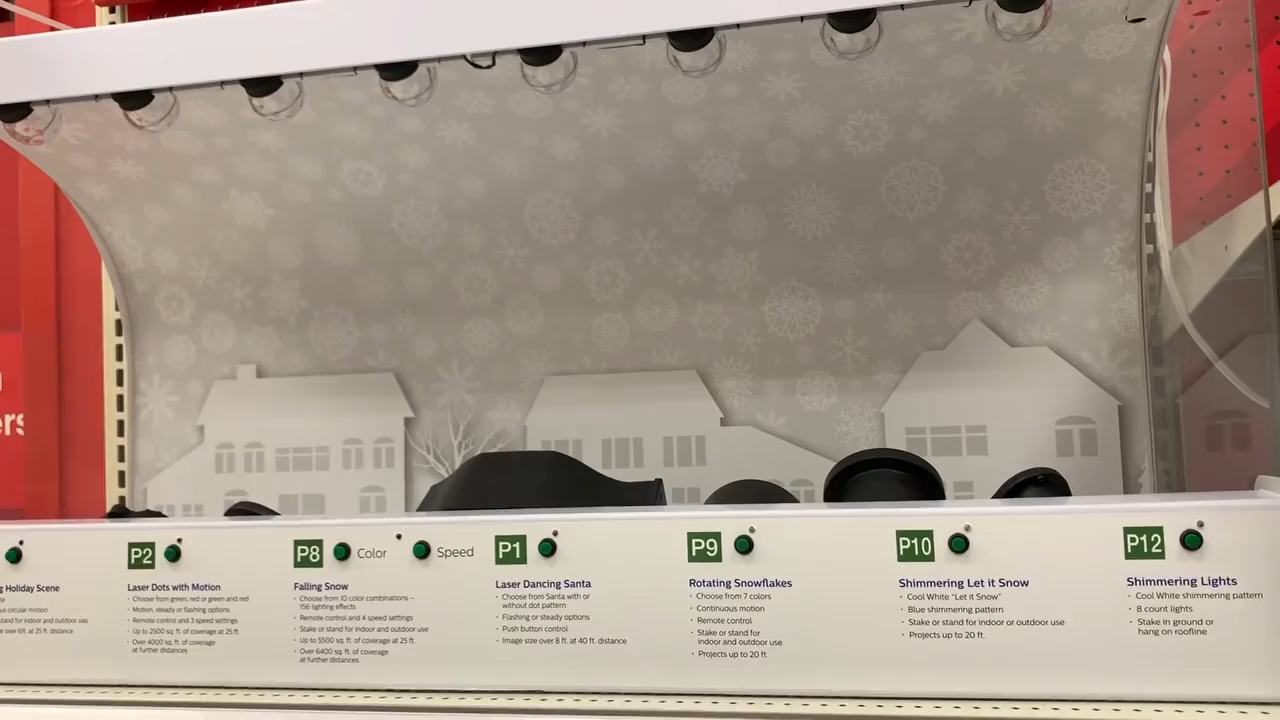 ers
g Holiday Scene
us circular motion
stand for indoor and outdoor use
over 6ft. at 25 ft. distance
P2
Laser Dots with Motion
• Choose from green, red or green and red
• Motion, steady or flashing options
• Remote control and 3 speed settings
• Up to 2500 sq. ft. of coverage at 25 ft.
• Over 4000 sq. ft. of coverage
at further distances
P8 Color Speed
Falling Snow
• Choose from 10 color combinations –
156 lighting effects
• Remote control and 4 speed settings
• Stake or stand for indoor and outdoor use
• Up to 5500 sq. ft. of coverage at 25 ft.
• Over 6400 sq. ft. of coverage
at further distances
P1
Laser Dancing Santa
• Choose from Santa with or
without dot pattern
• Flashing or steady options
• Push button control
• Image size over 8 ft. at 40 ft. distance
P9
Rotating Snowflakes
• Choose from 7 colors
• Continuous motion
• Remote control
• Stake or stand for
indoor and outdoor use
• Projects up to 20 ft.
P10
Shimmering Let it Snow
• Cool White "Let it Snow"
• Blue shimmering pattern
• Stake or stand for indoor or outdoor use
• Projects up to 20 ft.
P12
Shimmering Lights
• Cool White shimmering pattern
• 8 count lights
• Stake in ground or
hang on roofline